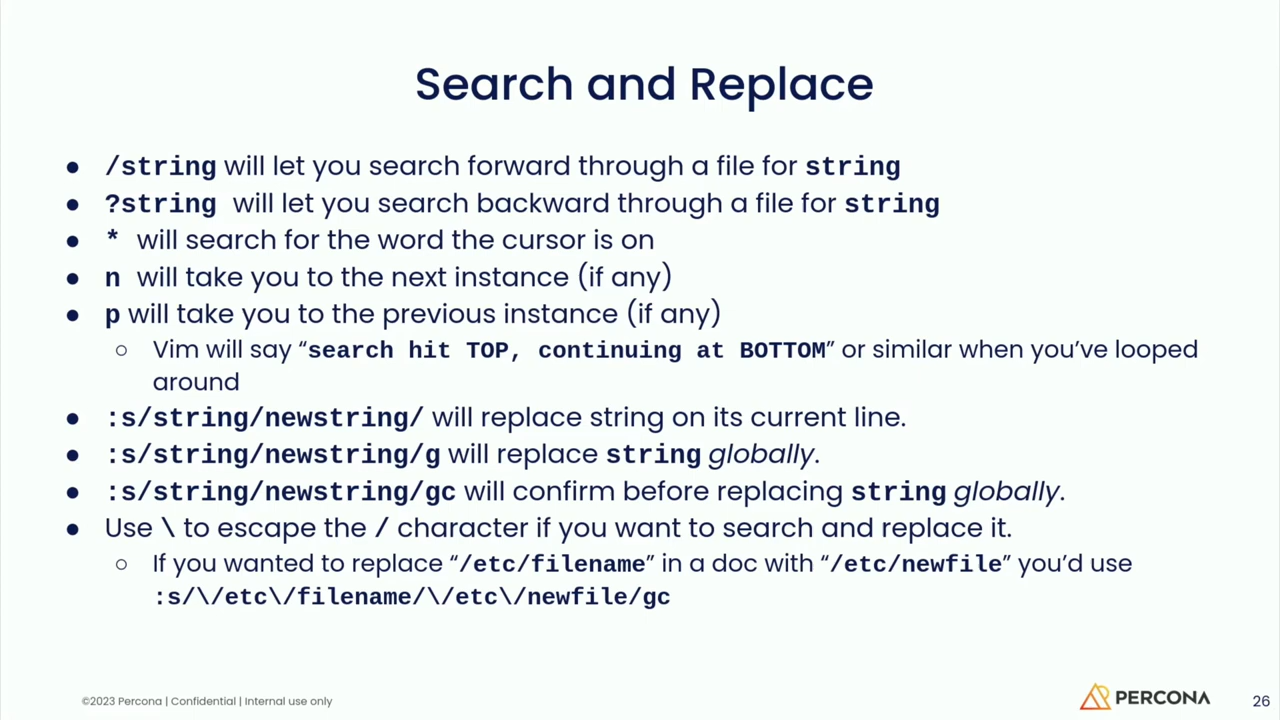 Search and Replace
● /string will let you search forward through a file for string
● ?string will let you search backward through a file for string
● * will search for the word the cursor is on
● n will take you to the next instance (if any)
● p will take you to the previous instance (if any)
○ Vim will say “search hit TOP, continuing at BOTTOM” or similar when you’ve looped
around
● :s/string/newstring/ will replace string on its current line.
● :s/string/newstring/g will replace string globally.
● :s/string/newstring/gc will confirm before replacing string globally.
● Use \ to escape the / character if you want to search and replace it.
○ If you wanted to replace “/etc/filename” in a doc with “/etc/newfile” you’d use
:s/\/etc\/filename/\/etc\/newfile/gc
©2023 Percona | Confidential | Internal use only
PERCONA
26